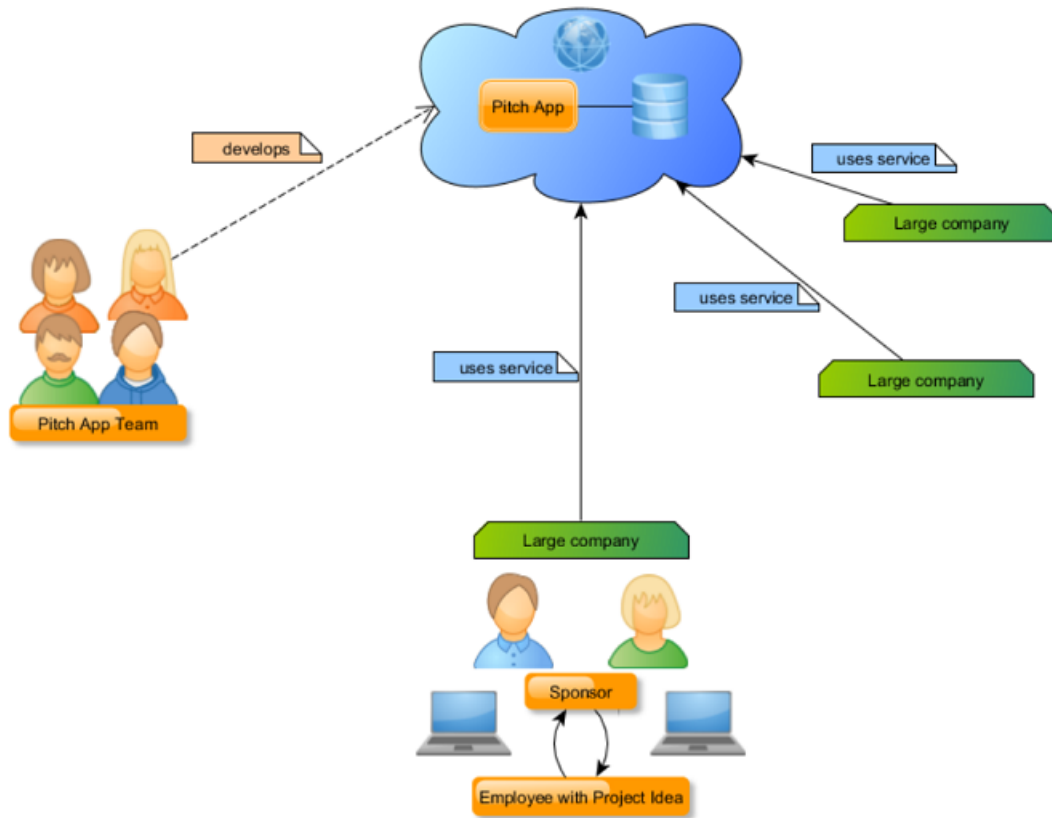 Pitch App
develops
uses service
Large company
uses service
Large company
uses service
Pitch App Team
Large company
Sponsor
Employee with Project Idea